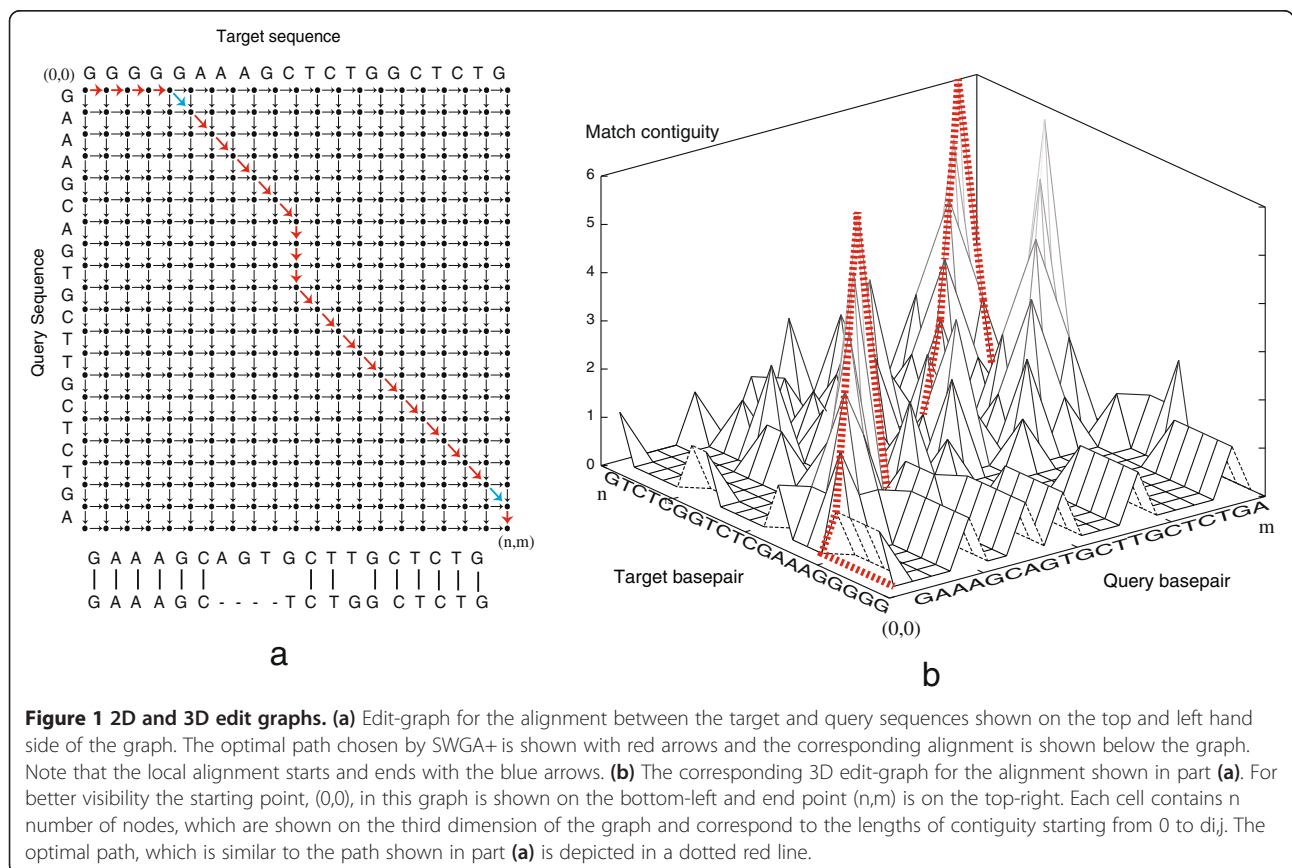 Target sequence
(0,0) G G G G G A A A G C T C T G G C T C T G
Query Sequence
G
A
A
A
G
C
A
G
T
G
C
T
T
G
C
T
C
T
G
A
(n,m)
G A A A G C A G T G C T T G C T C T G
G A A A G C - - - - T C T G G C T C T G
a
Match contiguity
6
5
4
3
2
1
0
n
GTCTCGGTCTCGAAAGGGGG
Target basepair
(0,0)
GAAAGCAGTGCTTGCTCTGA
m
Query basepair
b
Figure 1 2D and 3D edit graphs. (a) Edit-graph for the alignment between the target and query sequences shown on the top and left hand
side of the graph. The optimal path chosen by SWGA+ is shown with red arrows and the corresponding alignment is shown below the graph.
Note that the local alignment starts and ends with the blue arrows. (b) The corresponding 3D edit-graph for the alignment shown in part (a). For
better visibility the starting point, (0,0), in this graph is shown on the bottom-left and end point (n,m) is on the top-right. Each cell contains n
number of nodes, which are shown on the third dimension of the graph and correspond to the lengths of contiguity starting from 0 to di,j. The
optimal path, which is similar to the path shown in part (a) is depicted in a dotted red line.